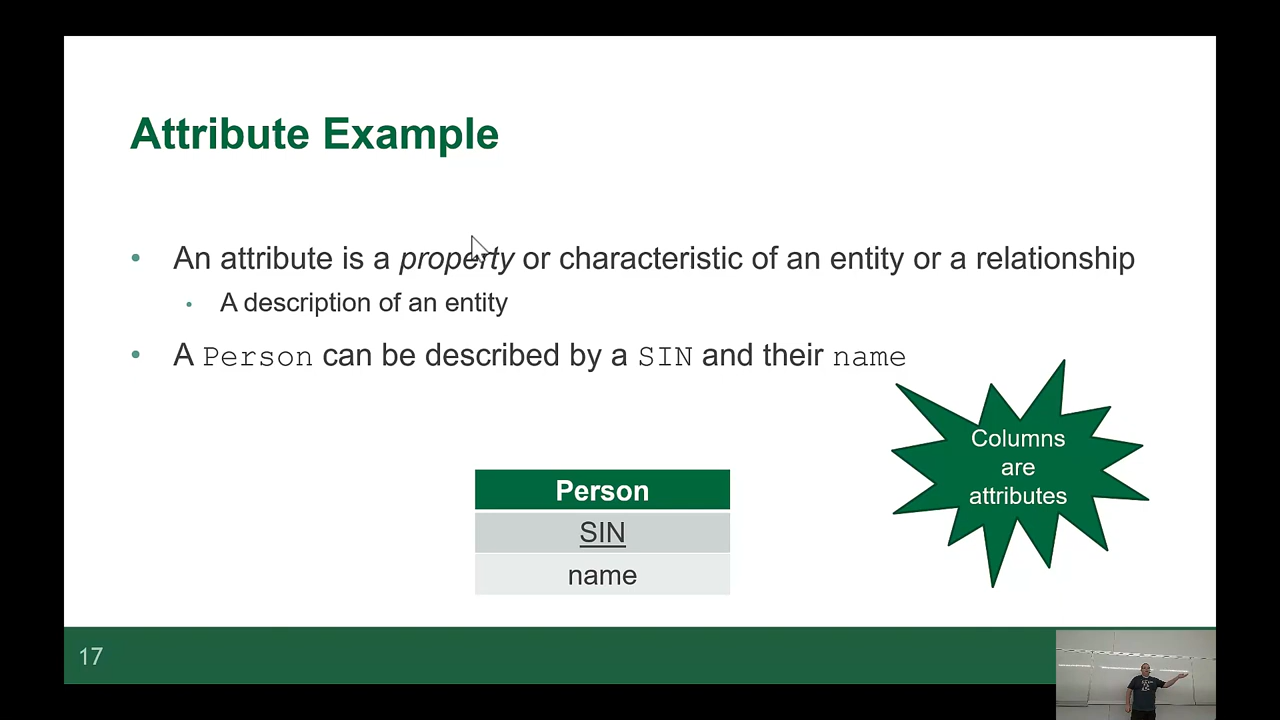 Attribute Example
• An attribute is a property or characteristic of an entity or a relationship
• A description of an entity
• A Person can be described by a SIN and their name
Columns
are
attributes
Person
SIN
name
17